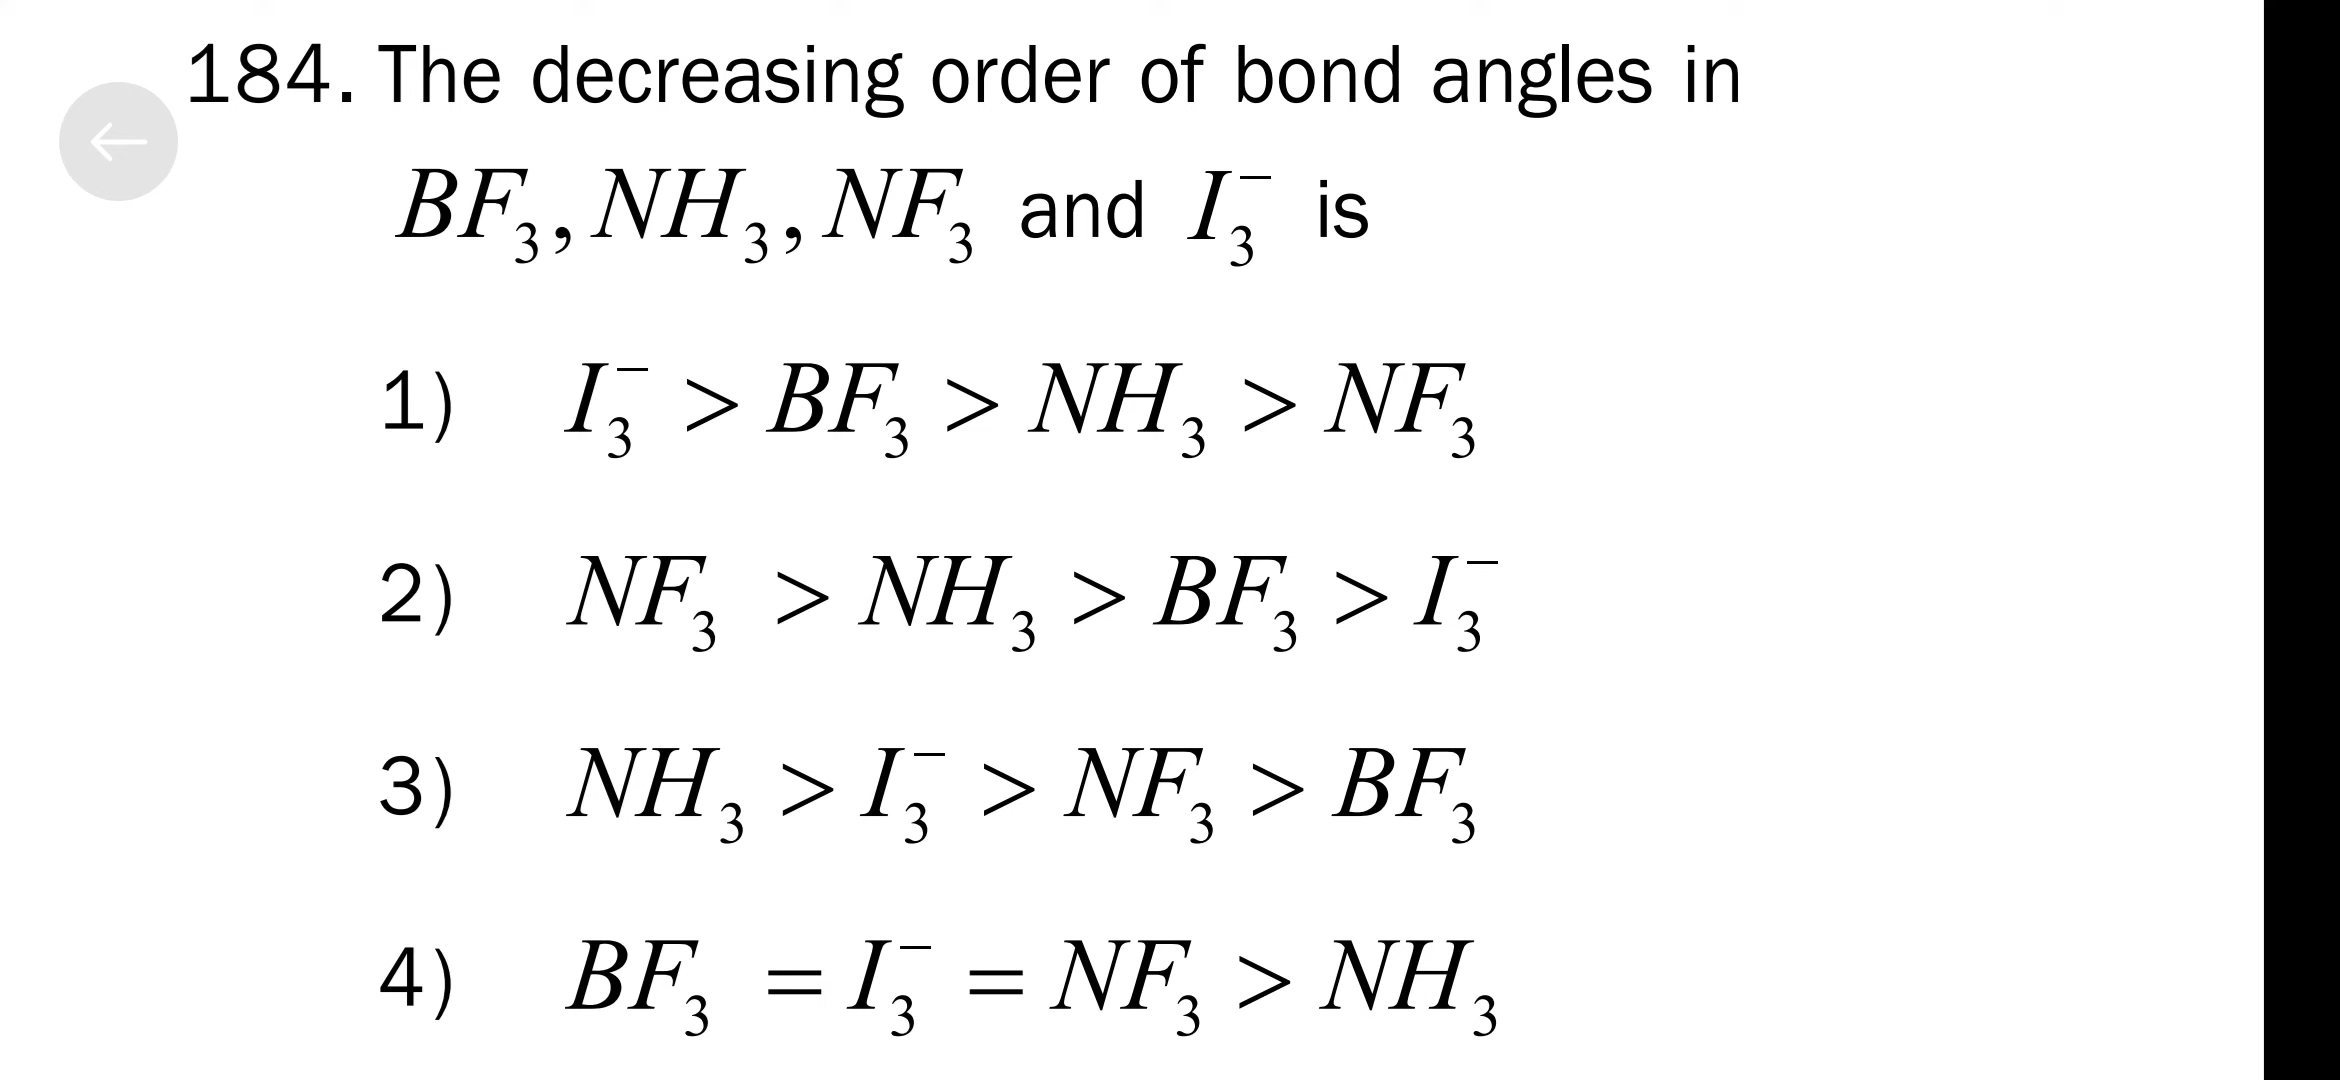 184. The decreasing order of bond angles in
BF₃, NH₃, NF₃ and I₃⁻ is
1) I₃⁻ > BF₃ > NH₃ > NF₃
2) NF₃ > NH₃ > BF₃ > I₃⁻
3) NH₃ > I₃⁻ > NF₃ > BF₃
4) BF₃ = I₃⁻ = NF₃ > NH₃